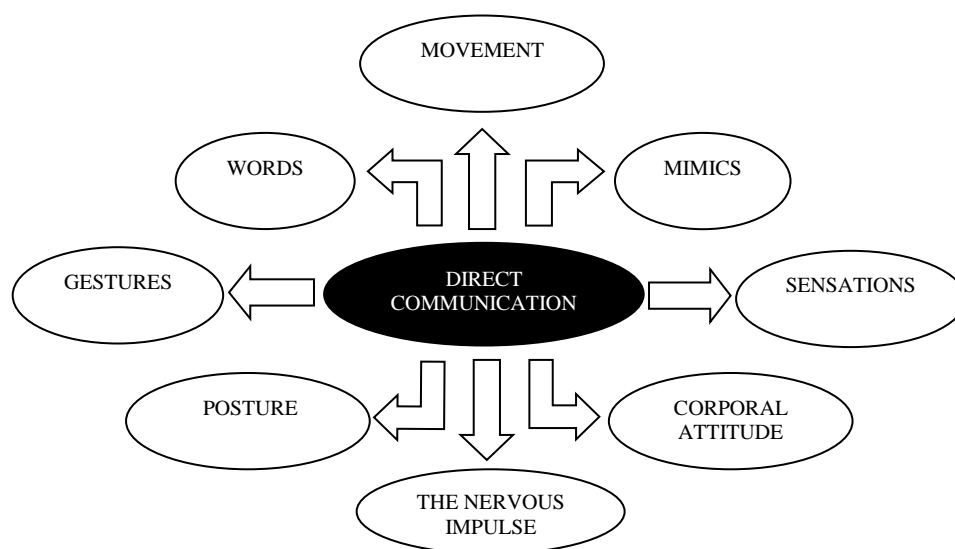 MOVEMENT
WORDS
MIMICS
GESTURES
DIRECT
COMMUNICATION
SENSATIONS
POSTURE
CORPORAL
ATTITUDE
THE NERVOUS
IMPULSE